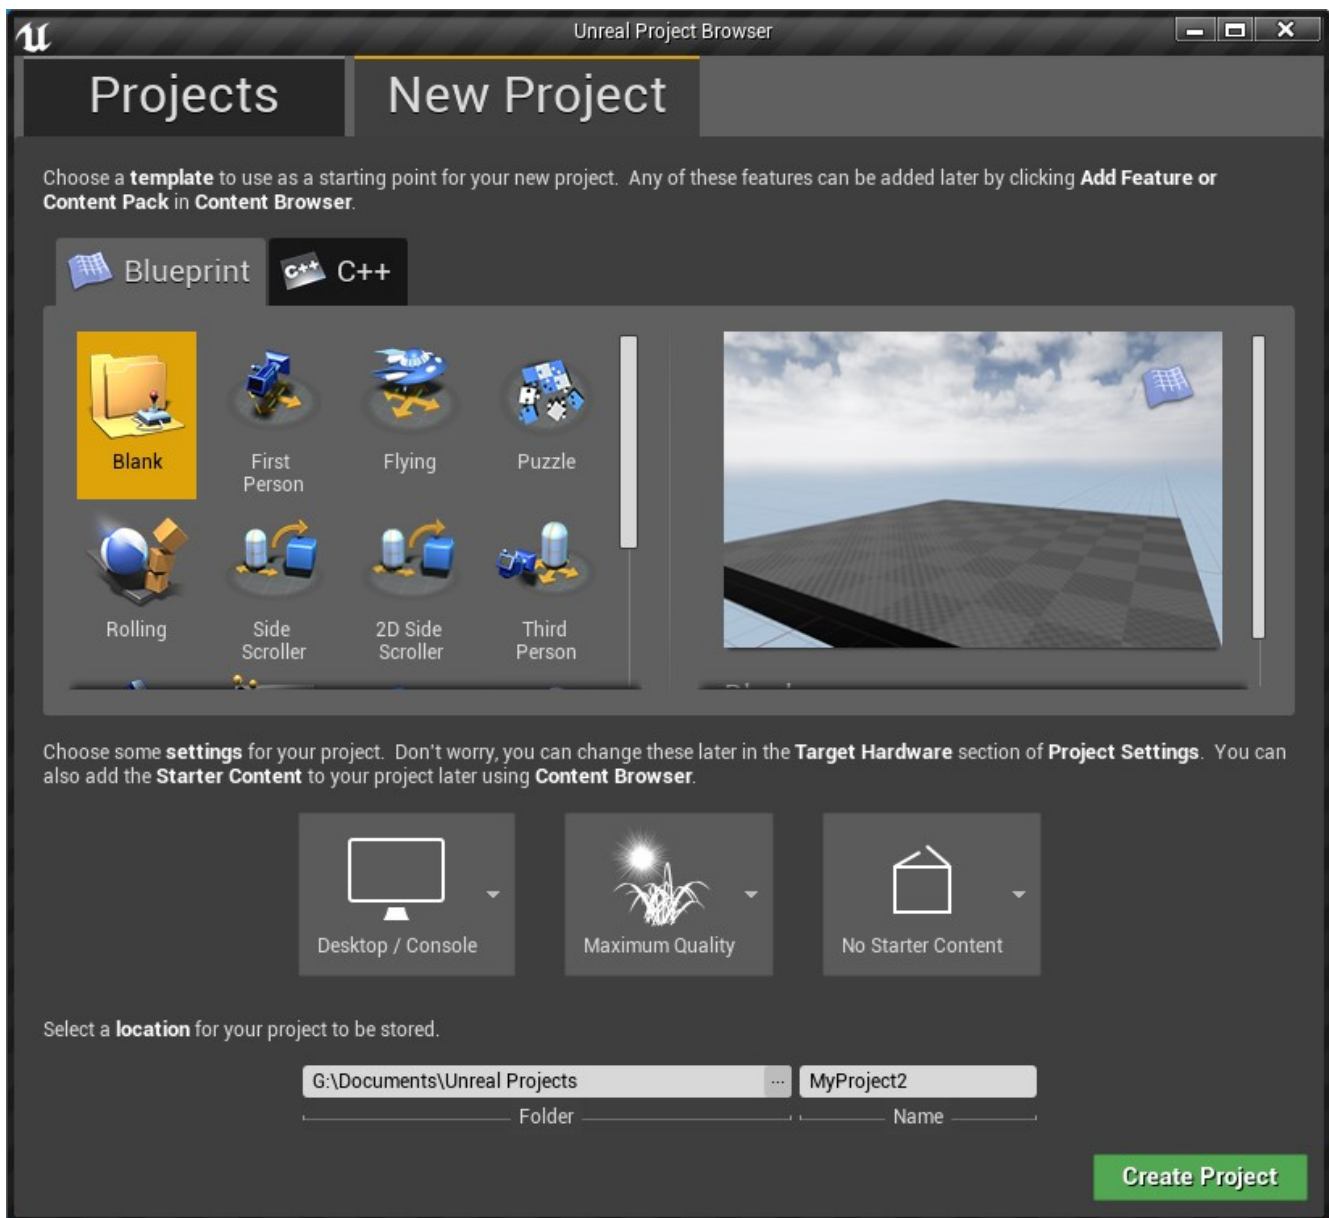 Unreal Project Browser
Projects
New Project
Choose a template to use as a starting point for your new project.  Any of these features can be added later by clicking Add Feature or
Content Pack in Content Browser.
Blueprint
C++
C++
Blank
First
Person
Flying
Puzzle
Rolling
Side
Scroller
2D Side
Scroller
Third
Person
Choose some settings for your project.  Don't worry, you can change these later in the Target Hardware section of Project Settings.  You can
also add the Starter Content to your project later using Content Browser.
Desktop / Console
Maximum Quality
No Starter Content
Select a location for your project to be stored.
G:\Documents\Unreal Projects
...
MyProject2
Folder
Name
Create Project